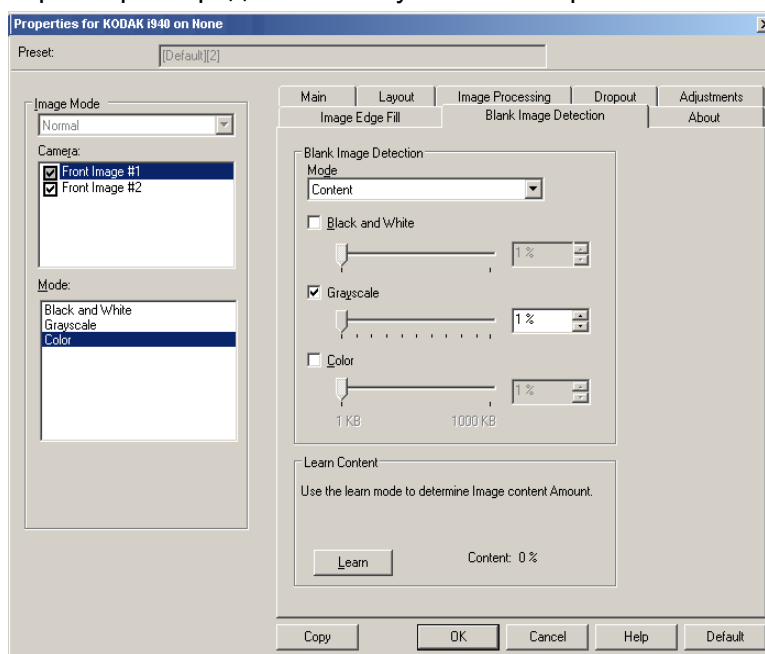 Properties for KODAK i940 on None
Preset:
[Default][2]
Image Mode
Normal
Camera:
Front Image #1
Front Image #2
Mode:
Black and White
Grayscale
Color
Main Layout Image Processing Dropout Adjustments
Image Edge Fill Blank Image Detection About
Blank Image Detection
Mode
Content
Black and White
1 %
Grayscale
1 %
Color
1 %
1 KB 1000 KB
Learn Content
Use the learn mode to determine Image content Amount.
Learn Content: 0 %
Copy OK Cancel Help Default